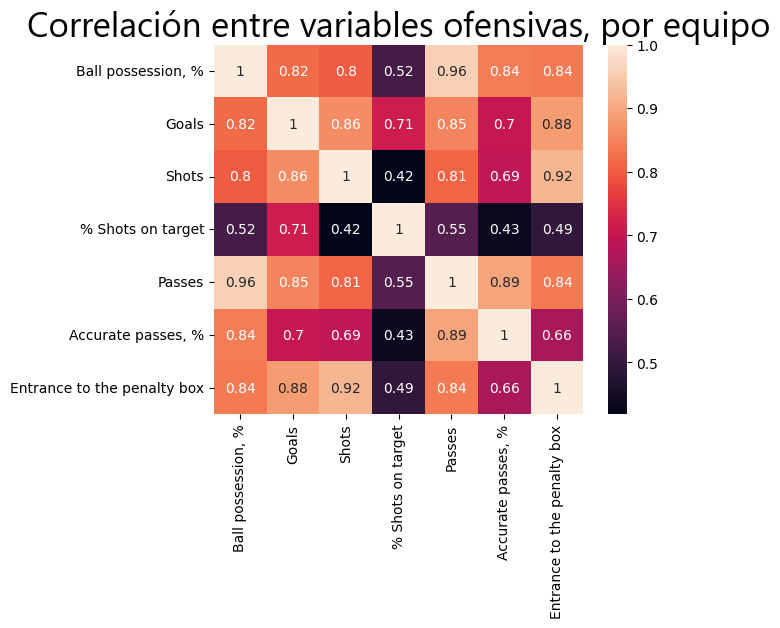 Correlación entre variables ofensivas, por equipo
Ball possession, % 1 0.82 0.8 0.52 0.96 0.84 0.84
Goals 0.82 1 0.86 0.71 0.85 0.7 0.88
Shots 0.8 0.86 1 0.42 0.81 0.69 0.92
% Shots on target 0.52 0.71 0.42 1 0.55 0.43 0.49
Passes 0.96 0.85 0.81 0.55 1 0.89 0.84
Accurate passes, % 0.84 0.7 0.69 0.43 0.89 1 0.66
Entrance to the penalty box 0.84 0.88 0.92 0.49 0.84 0.66 1
Ball possession, %
Goals
Shots
% Shots on target
Passes
Accurate passes, %
Entrance to the penalty box
1.0
0.9
0.8
0.7
0.6
0.5